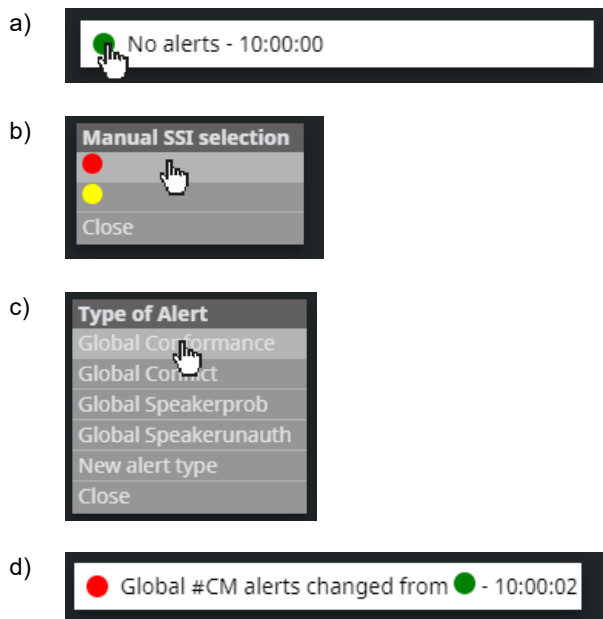 a)
No alerts - 10:00:00
b)
Manual SSI selection
Close
c)
Type of Alert
Global Conformance
Global Conflict
Global Speakerprob
Global Speakerunauth
New alert type
Close
d)
Global #CM alerts changed from - 10:00:02